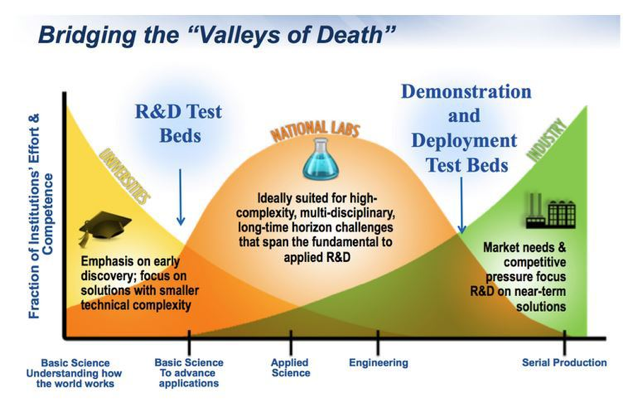 Bridging the “Valleys of Death”
Fraction of Institutions’ Effort &
Competence
UNIVERSITIES
R&D Test
Beds
NATIONAL LABS
Demonstration
and
Deployment
Test Beds
INDUSTRY
Emphasis on early
discovery; focus on
solutions with smaller
technical complexity
Ideally suited for high-
complexity, multi-disciplinary,
long-time horizon challenges
that span the fundamental to
applied R&D
Market needs &
competitive
pressure focus
R&D on near-term
solutions
Basic Science
Understanding how
the world works
Basic Science
To advance
applications
Applied
Science
Engineering
Serial Production